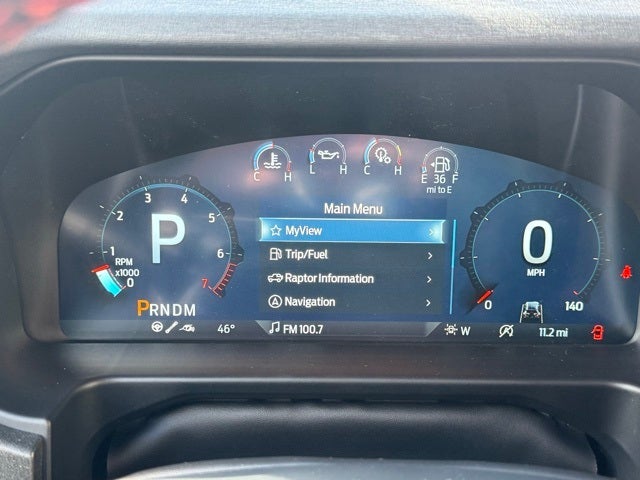 C H L H C H E 36 F
mi to E
Main Menu
MyView
Trip/Fuel
Raptor Information
Navigation
0 1 2 3 4 5 6 7
RPM
x1000
P
PRNDM
0
MPH
0 140
46°
FM 100.7
W
11.2 mi